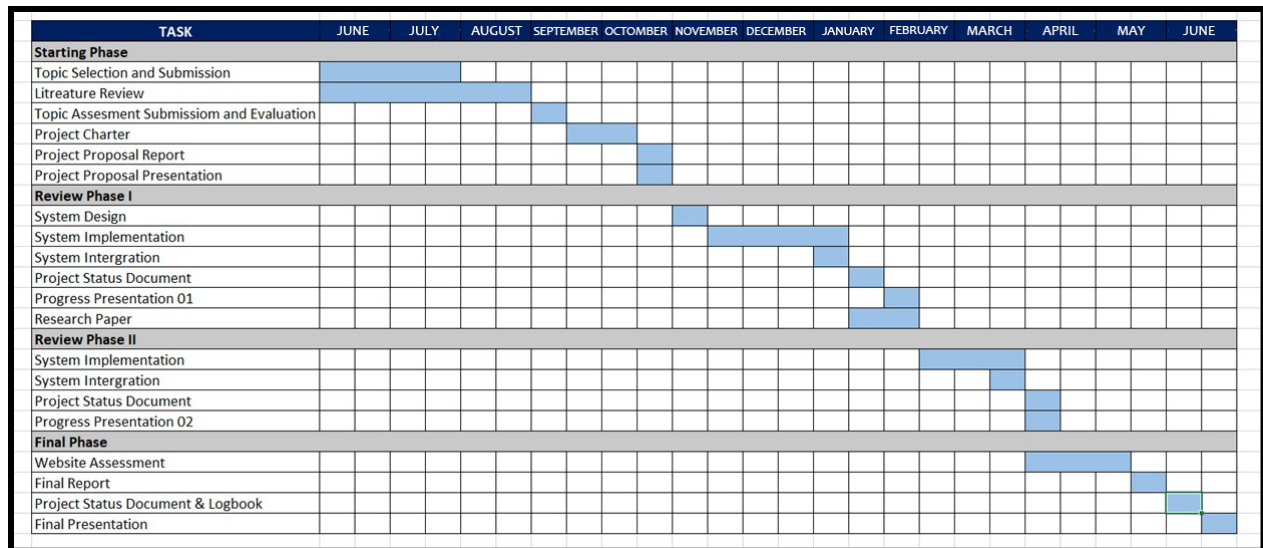 TASK JUNE JULY AUGUST SEPTEMBER OCTOMBER NOVEMBER DECEMBER JANUARY FEBRUARY MARCH APRIL MAY JUNE
Starting Phase
Topic Selection and Submission
Litreature Review
Topic Assesment Submissiom and Evaluation
Project Charter
Project Proposal Report
Project Proposal Presentation
Review Phase I
System Design
System Implementation
System Intergration
Project Status Document
Progress Presentation 01
Research Paper
Review Phase II
System Implementation
System Intergration
Project Status Document
Progress Presentation 02
Final Phase
Website Assessment
Final Report
Project Status Document & Logbook
Final Presentation